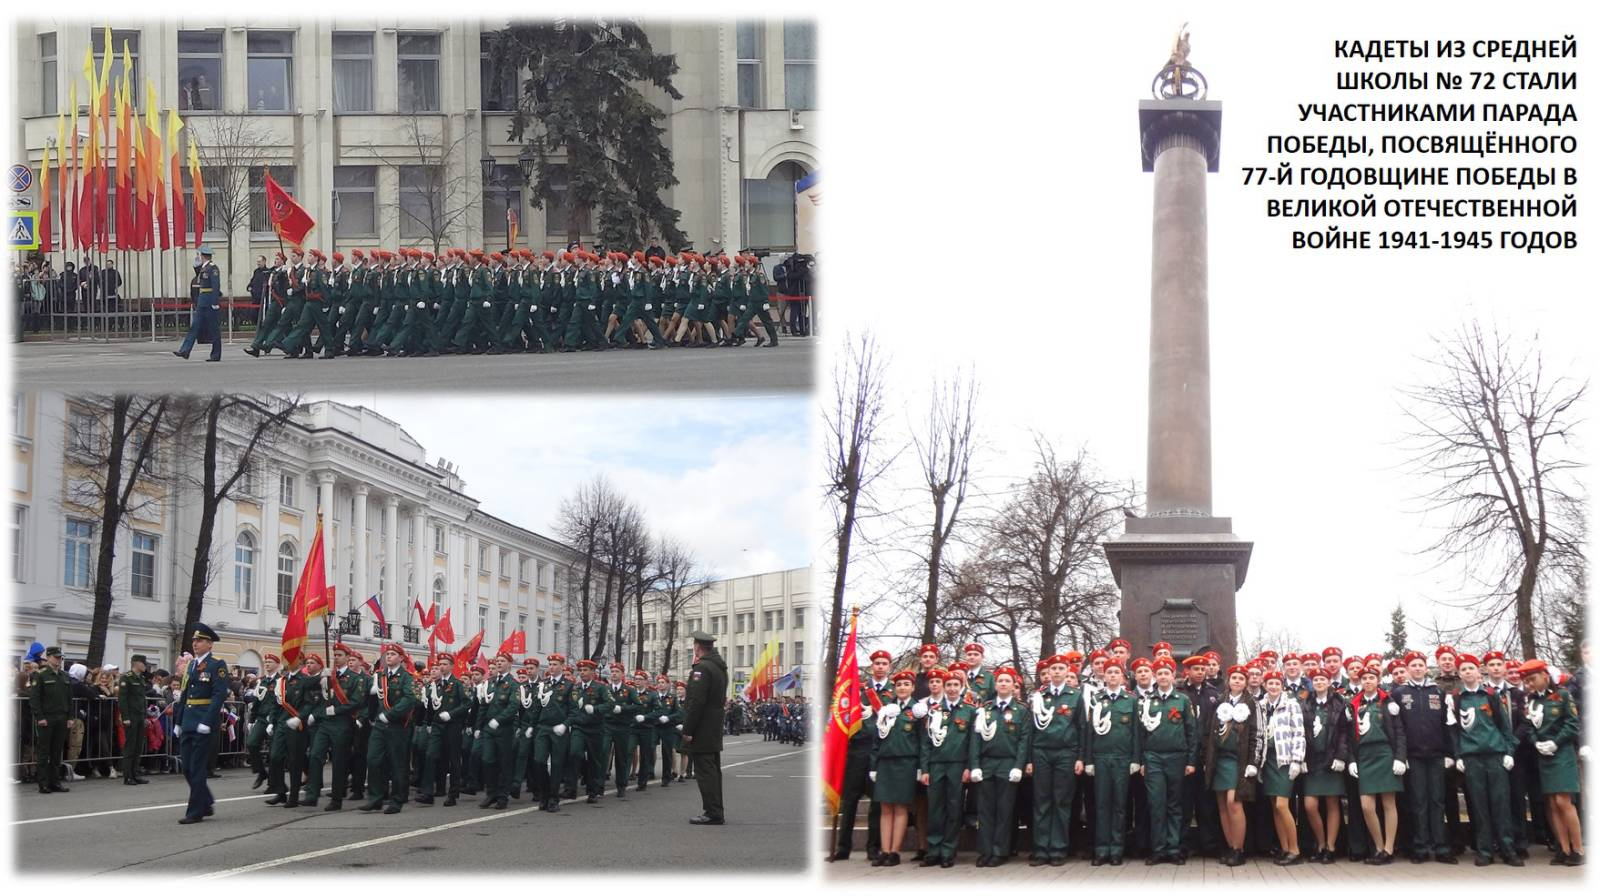 КАДЕТЫ ИЗ СРЕДНЕЙ
ШКОЛЫ № 72 СТАЛИ
УЧАСТНИКАМИ ПАРАДА
ПОБЕДЫ, ПОСВЯЩЁННОГО
77-Й ГОДОВЩИНЕ ПОБЕДЫ В
ВЕЛИКОЙ ОТЕЧЕСТВЕННОЙ
ВОЙНЕ 1941-1945 ГОДОВ